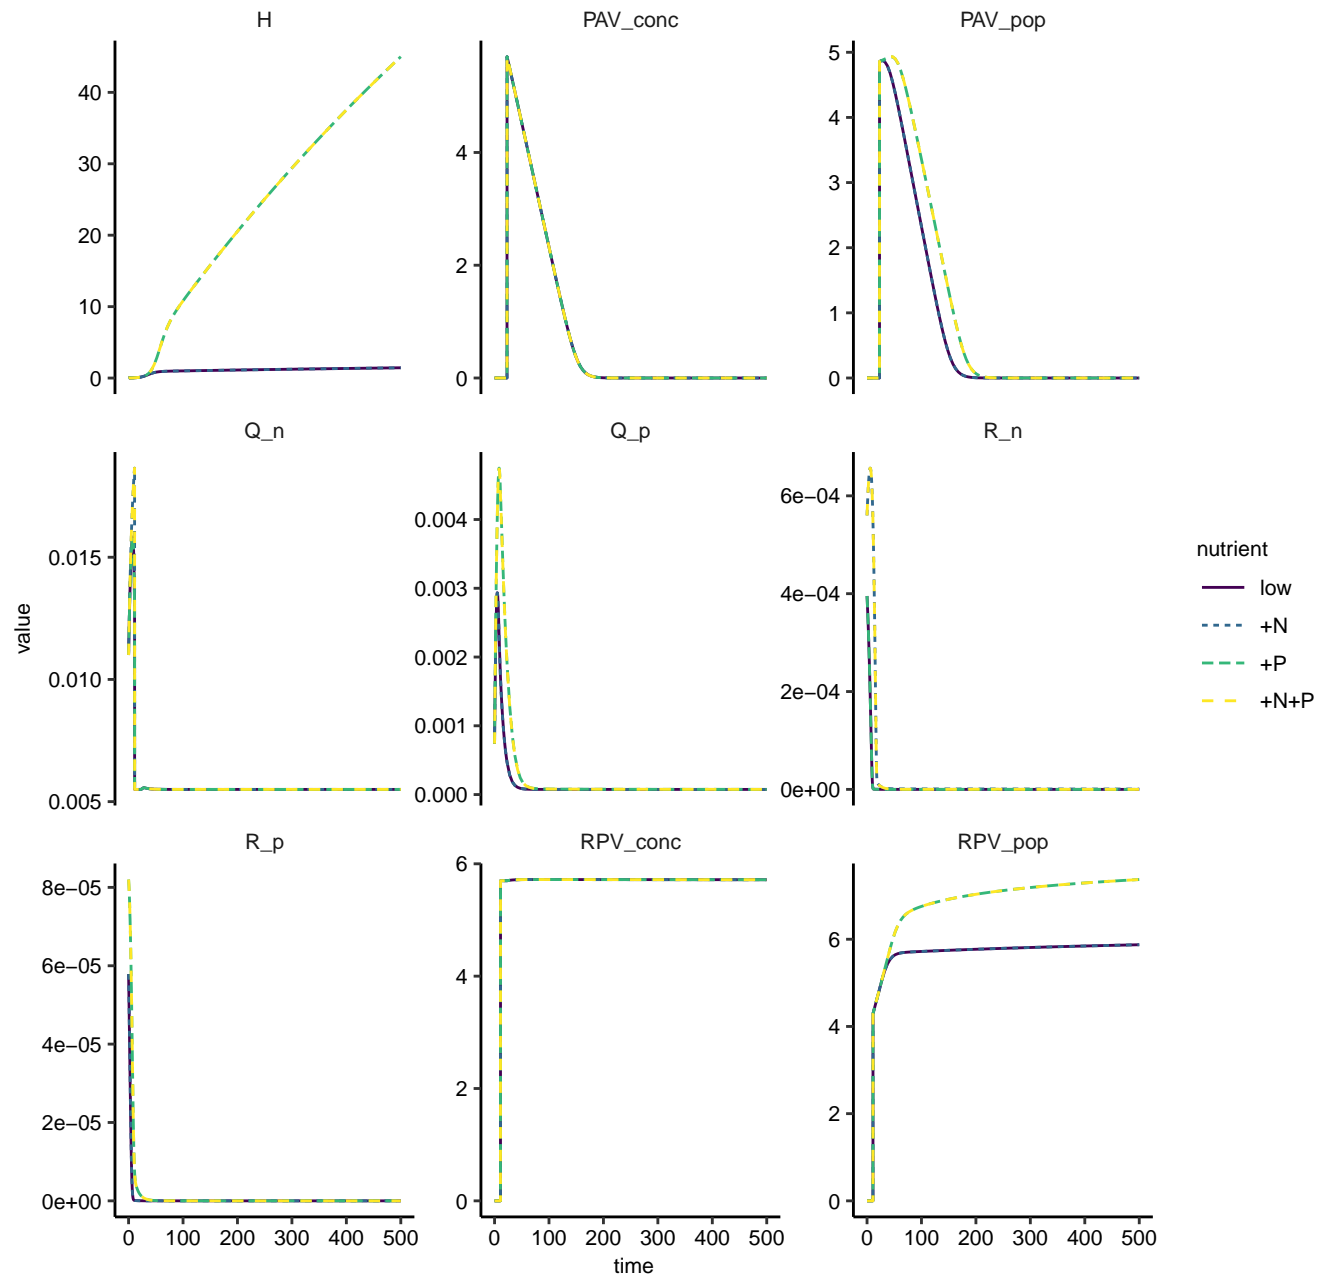 H
PAV_conc
PAV_pop
40
30
20
10
0
4
2
0
5
4
3
2
1
0
Q_n
Q_p
R_n
value
0.015
0.010
0.005
0.004
0.003
0.002
0.001
0.000
6e−04
4e−04
2e−04
0e+00
nutrient
low
+N
+P
+N+P
R_p
RPV_conc
RPV_pop
8e−05
6e−05
4e−05
2e−05
0e+00
6
4
2
0
6
4
2
0
0 100 200 300 400 500
0 100 200 300 400 500
0 100 200 300 400 500
time